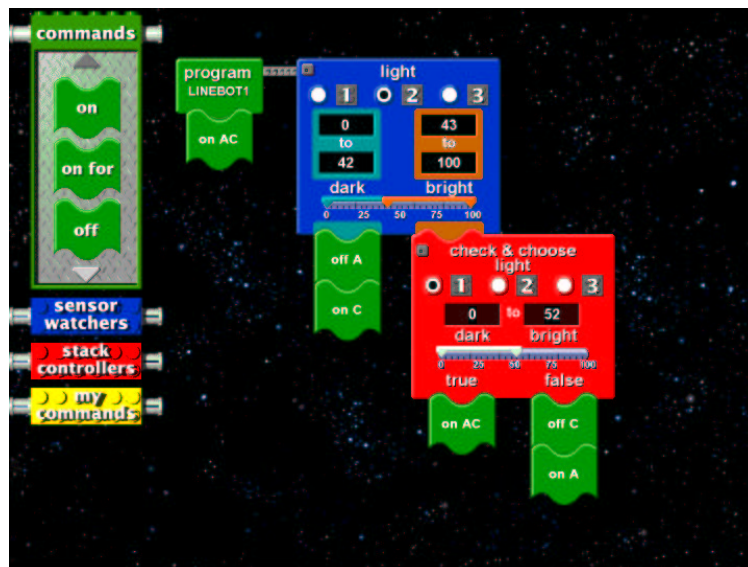 commands
on
on for
off
sensor
watchers
stack
controllers
my
commands
program
LINEBOT1
on AC
light
1 2 3
0 43
to to
42 100
dark bright
0 25 50 75 100
off A
on C
check & choose
light
1 2 3
0 to 52
dark bright
0 25 50 75 100
true false
on AC off C
on A